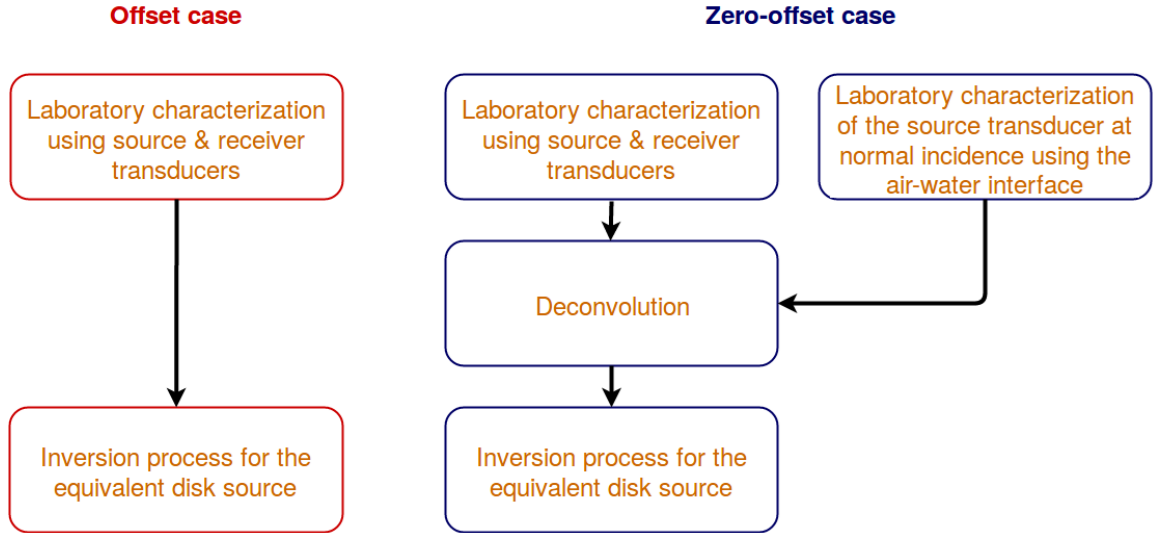 Offset case
Zero-offset case
Laboratory characterization
using source & receiver
transducers
Laboratory characterization
using source & receiver
transducers
Laboratory characterization
of the source transducer at
normal incidence using the
air-water interface
Deconvolution
Inversion process for the
equivalent disk source
Inversion process for the
equivalent disk source